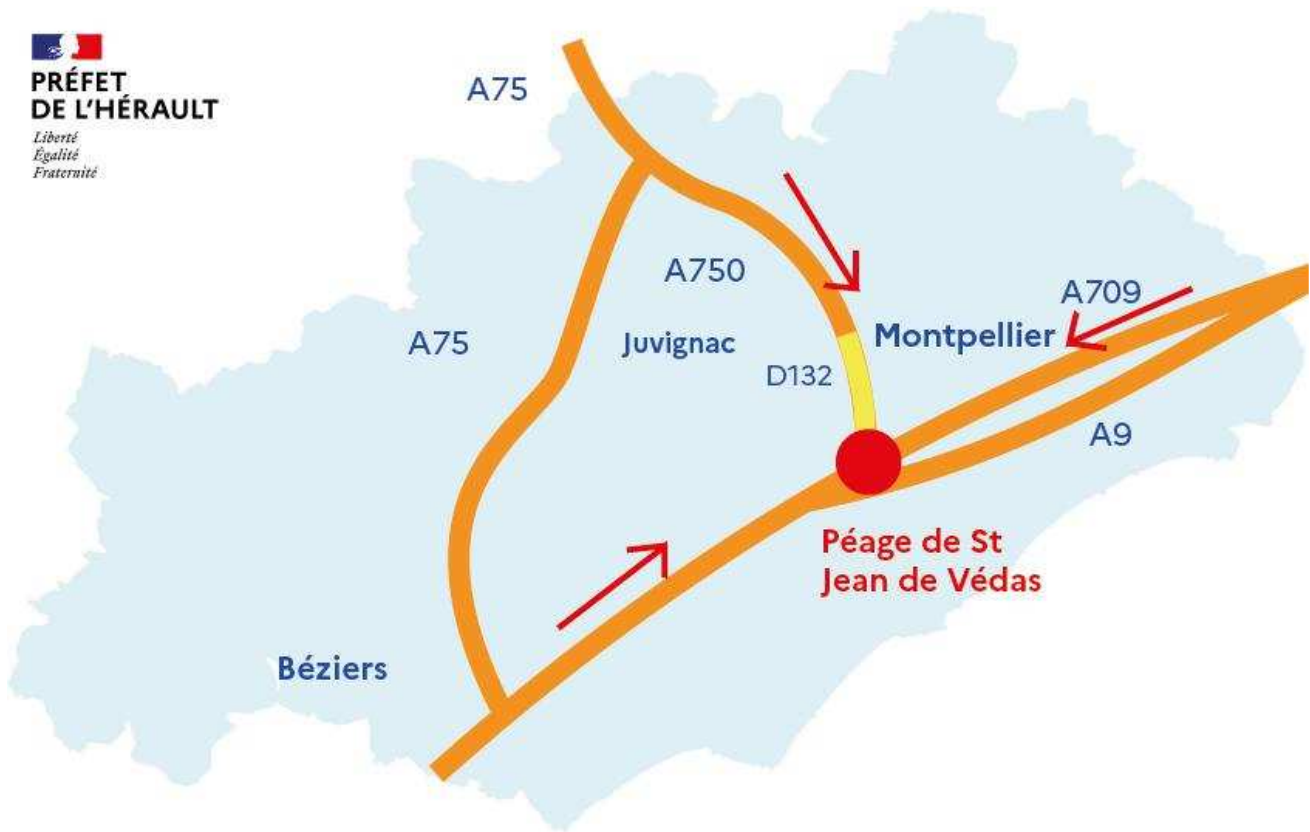 PRÉFET
DE L'HÉRAULT
Liberté
Égalité
Fraternité
A75
A750
A709
A75
Juvignac
Montpellier
D132
A9
Péage de St
Jean de Védas
Béziers